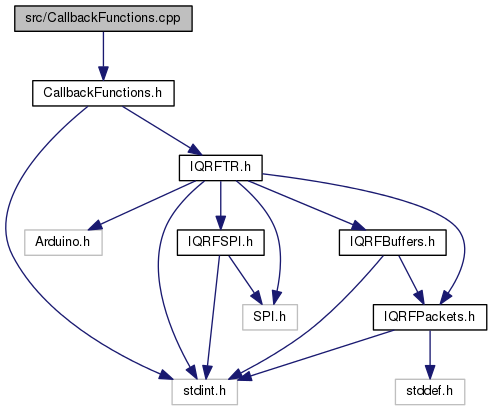 src/CallbackFunctions.cpp
CallbackFunctions.h
IQRFTR.h
Arduino.h
IQRFSPI.h
IQRFBuffers.h
SPI.h
IQRFPackets.h
stdint.h
stddef.h